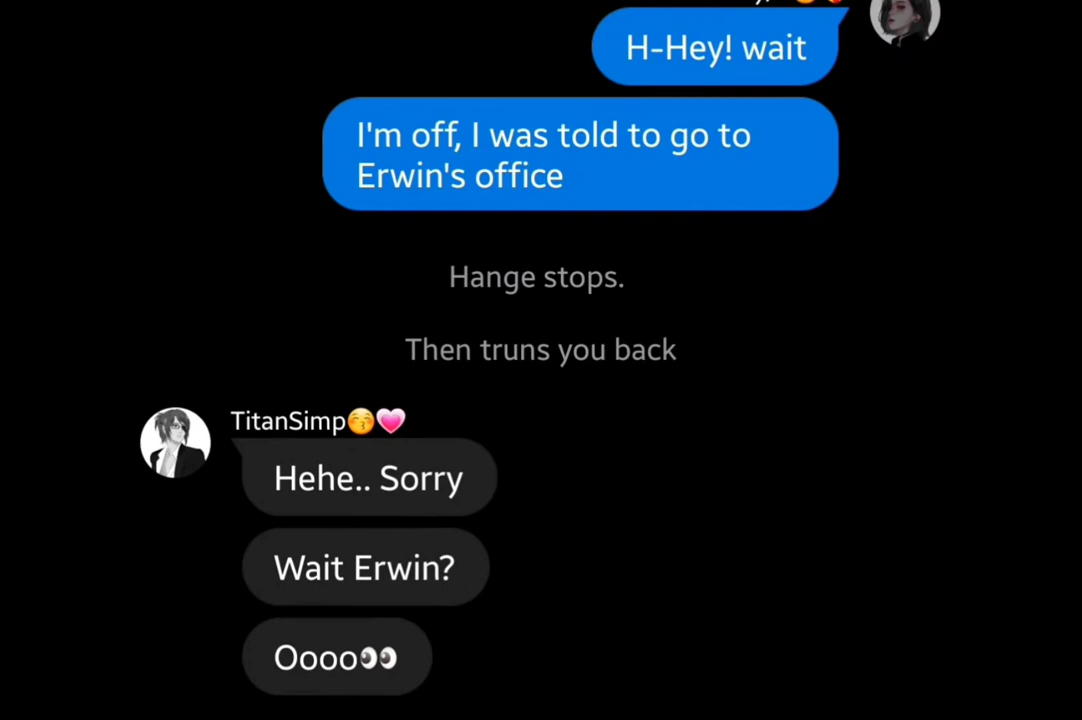 H-Hey! wait
I'm off, I was told to go to
Erwin's office
Hange stops.
Then truns you back
TitanSimp😚💗
Hehe.. Sorry
Wait Erwin?
Oooo👀